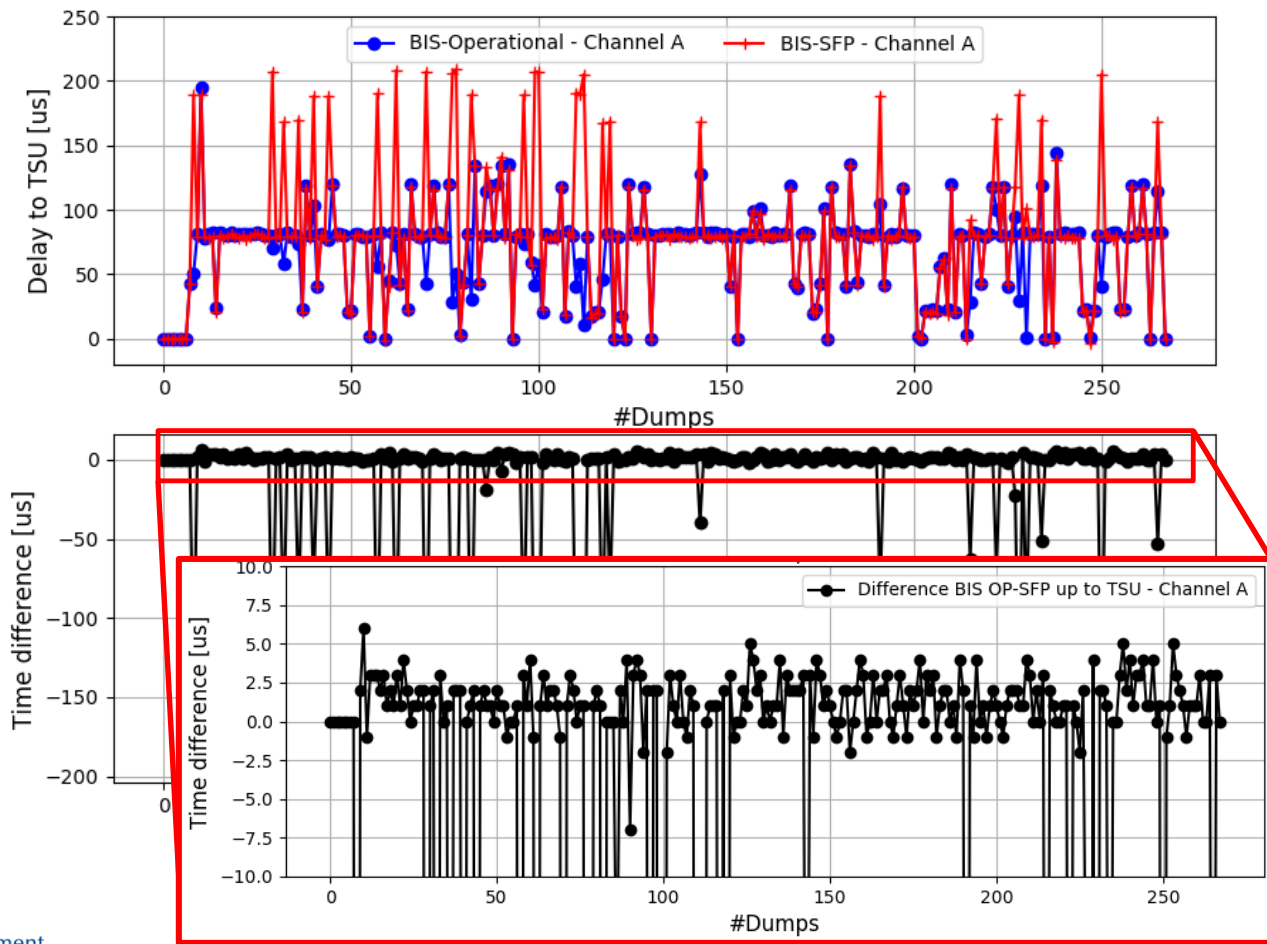 250
200
150
100
50
0
Delay to TSU [us]
BIS-Operational - Channel A
BIS-SFP - Channel A
0 50 100 150 200 250
#Dumps
0
−50
−100
−150
−200
Time difference [us]
0
10.0
7.5
5.0
2.5
0.0
−2.5
−5.0
−7.5
−10.0
Time difference [us]
Difference BIS OP-SFP up to TSU - Channel A
0 50 100 150 200 250
#Dumps